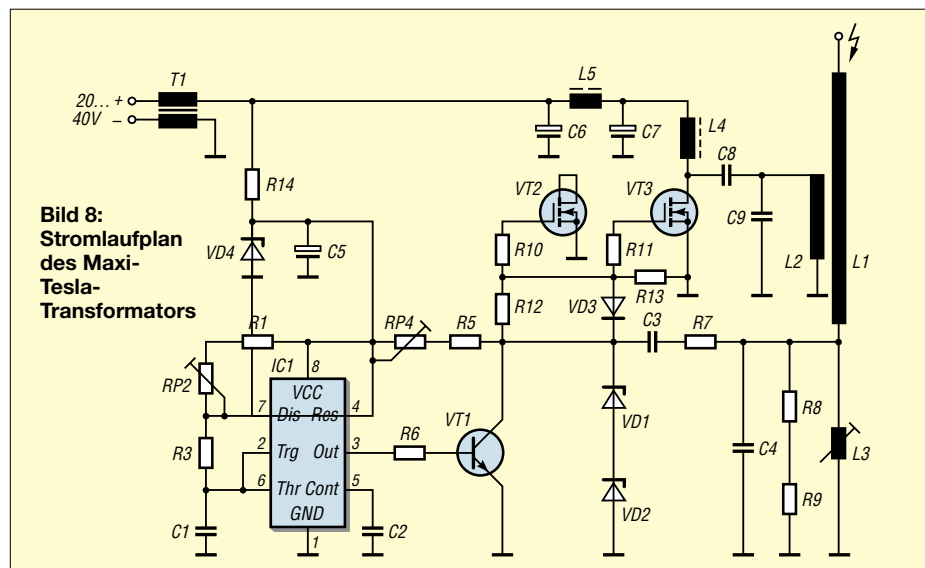 T1
L5
20... +
40V –
C6
C7
L4
C8
R14
VT2
VT3
C9
Bild 8:
Stromlaufplan
des Maxi-
Tesla-
Transformators
VD4
C5
R10
R11
L2
L1
R13
R12
VD3
R1
RP4
R5
C3
R7
IC1
8
RP2
VCC
7 Dis Res 4
VD1
R8
R3
2 Trg Out 3
R6
VT1
C4
L3
6 Thr Cont 5
VD2
R9
C1
GND
C2
1